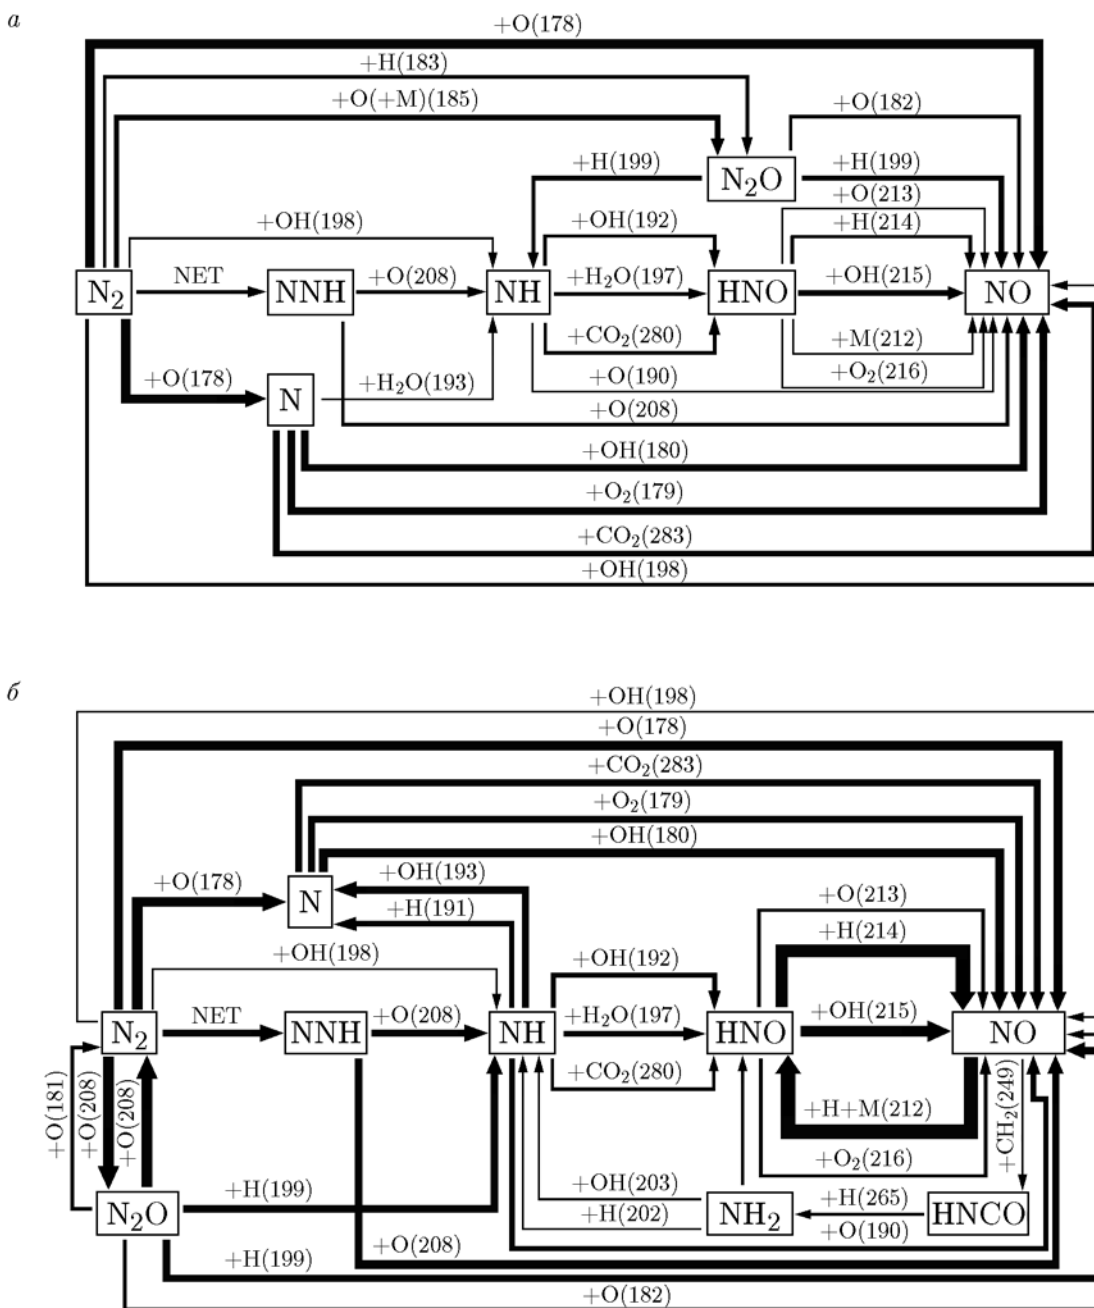 а
+O(178)
+H(183)
+O(+M)(185)
+O(182)
+H(199)
N₂O
+H(199)
+O(213)
+OH(198)
+OH(192)
+H(214)
N₂
NET
NNH
+O(208)
NH
+H₂O(197)
HNO
+OH(215)
NO
+CO₂(280)
+M(212)
+O(178)
N
+H₂O(193)
+O(190)
+O₂(216)
+O(208)
+OH(180)
+O₂(179)
+CO₂(283)
+OH(198)
б
+OH(198)
+O(178)
+CO₂(283)
+O₂(179)
+OH(180)
+O(178)
N
+OH(193)
+H(191)
+O(213)
+H(214)
+OH(198)
+OH(192)
N₂
NET
NNH
+O(208)
NH
+H₂O(197)
HNO
+OH(215)
NO
+CO₂(280)
+O(181)
+O(208)
+O(208)
+H+M(212)
+CH₂(249)
+O₂(216)
N₂O
+H(199)
+OH(203)
+H(202)
NH₂
+H(265)
HNCO
+O(190)
+O(208)
+H(199)
+O(182)